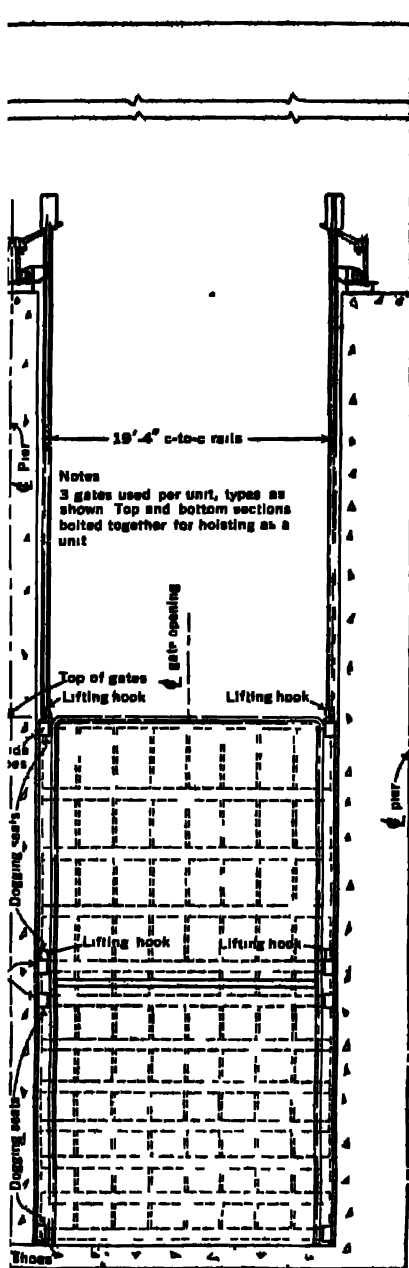 19'-4" c-to-c rails
Notes
3 gates used per unit, types as
shown Top and bottom sections
bolted together for hoisting as a
unit
℄ Pier
℄ gate opening
Top of gates
Lifting hook
Lifting hook
℄ pier
Dogging seats
Lifting hook
Lifting hook
Dogging seats
Shoes